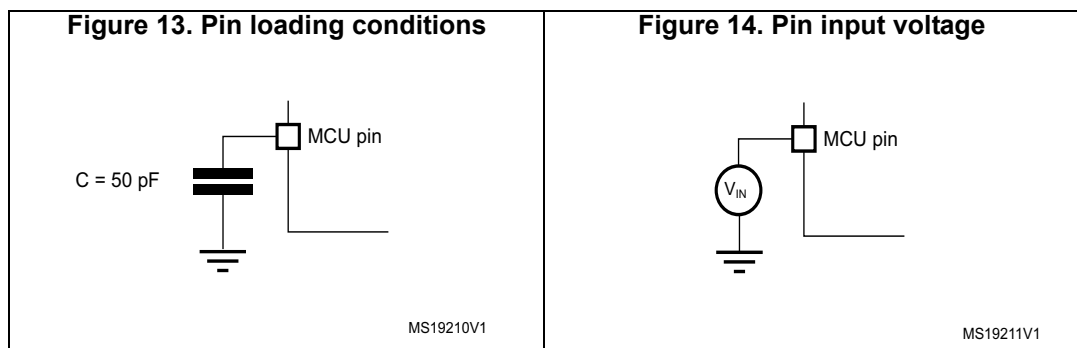 Figure 13. Pin loading conditions
MCU pin
C = 50 pF
MS19210V1
Figure 14. Pin input voltage
MCU pin
VIN
MS19211V1